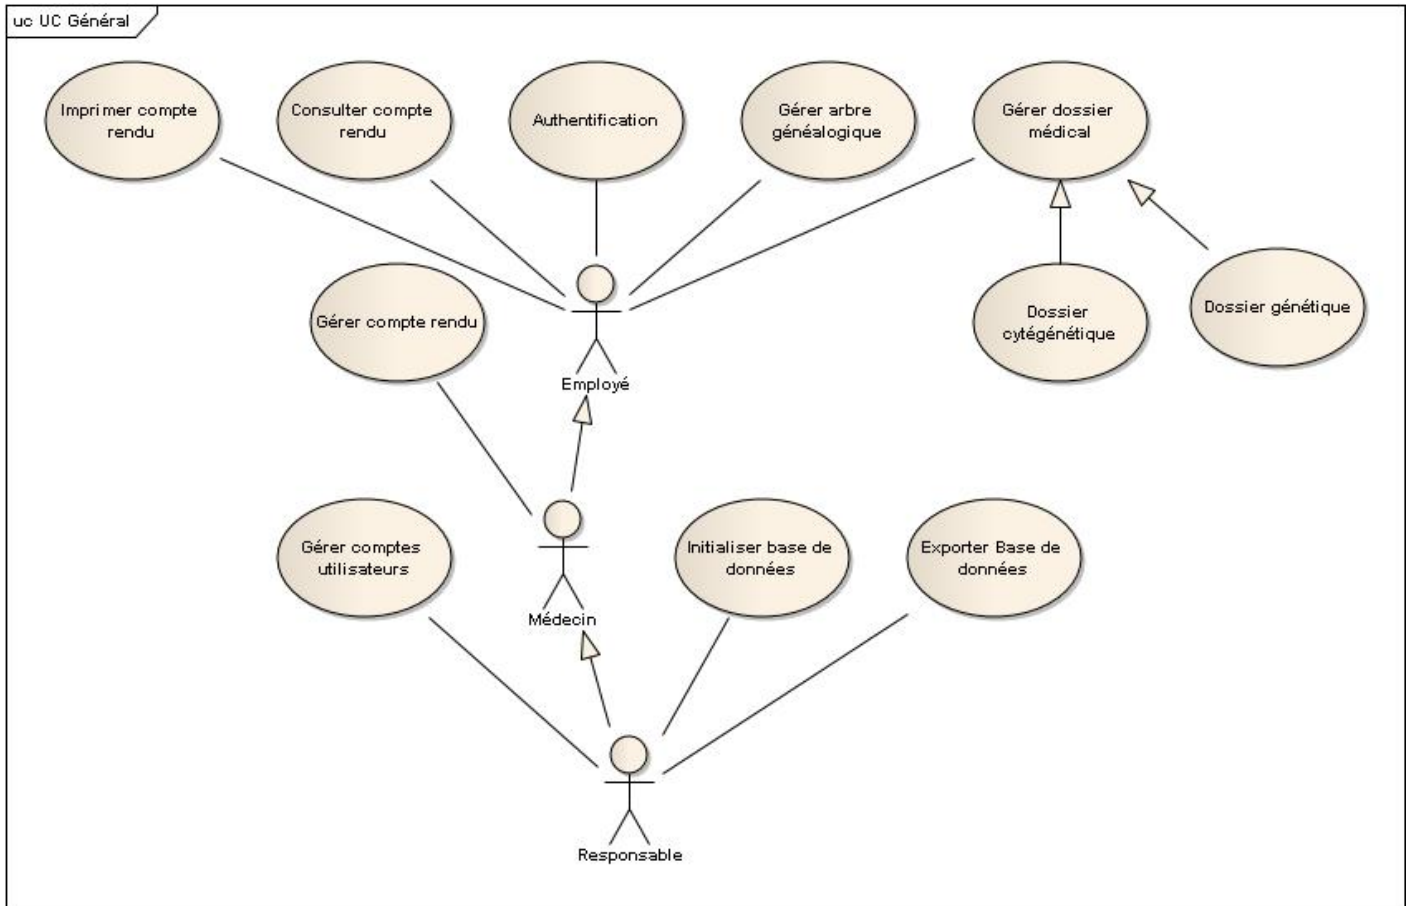 uc UC Général
Imprimer compte
rendu
Consulter compte
rendu
Authentification
Gérer arbre
généalogique
Gérer dossier
médical
Gérer compte rendu
Dossier
cytégénétique
Dossier génétique
Employé
Gérer comptes
utilisateurs
Médecin
Initialiser base de
données
Exporter Base de
données
Responsable